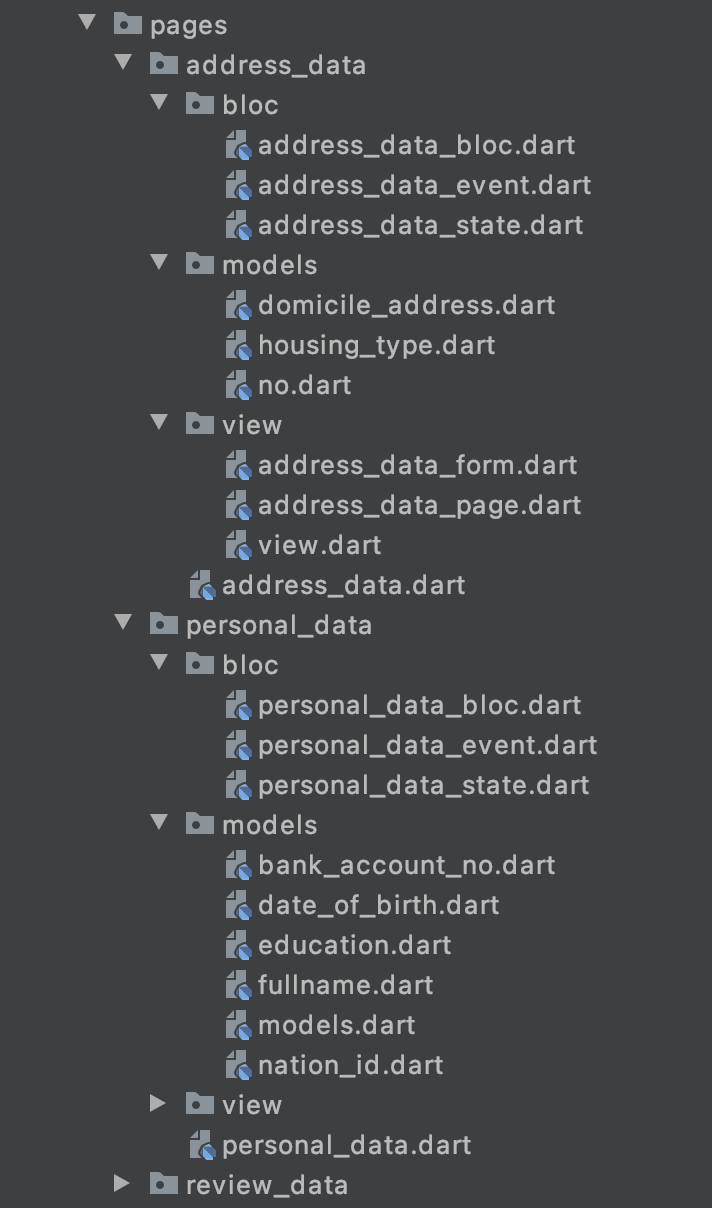 pages
address_data
bloc
address_data_bloc.dart
address_data_event.dart
address_data_state.dart
models
domicile_address.dart
housing_type.dart
no.dart
view
address_data_form.dart
address_data_page.dart
view.dart
address_data.dart
personal_data
bloc
personal_data_bloc.dart
personal_data_event.dart
personal_data_state.dart
models
bank_account_no.dart
date_of_birth.dart
education.dart
fullname.dart
models.dart
nation_id.dart
view
personal_data.dart
review_data